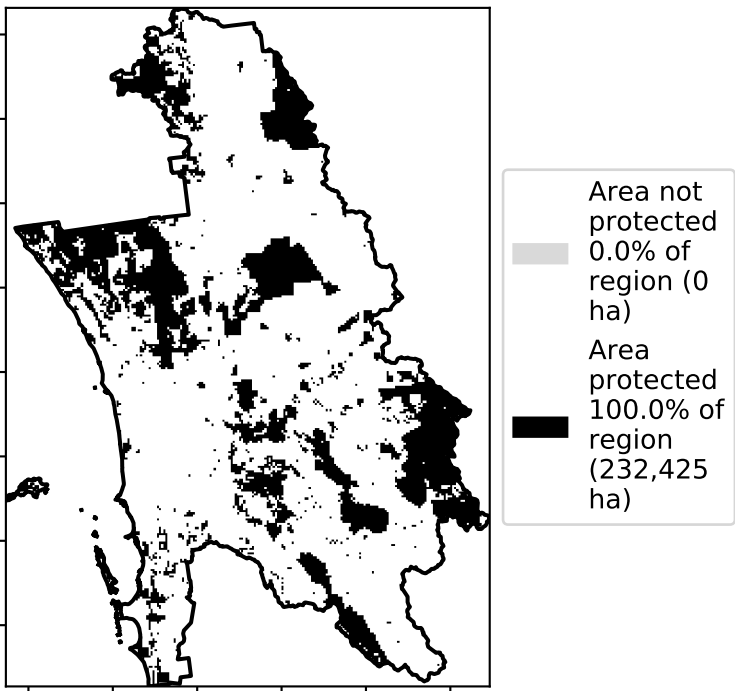 Area not
protected
0.0% of
region (0
ha)
Area
protected
100.0% of
region
(232,425
ha)